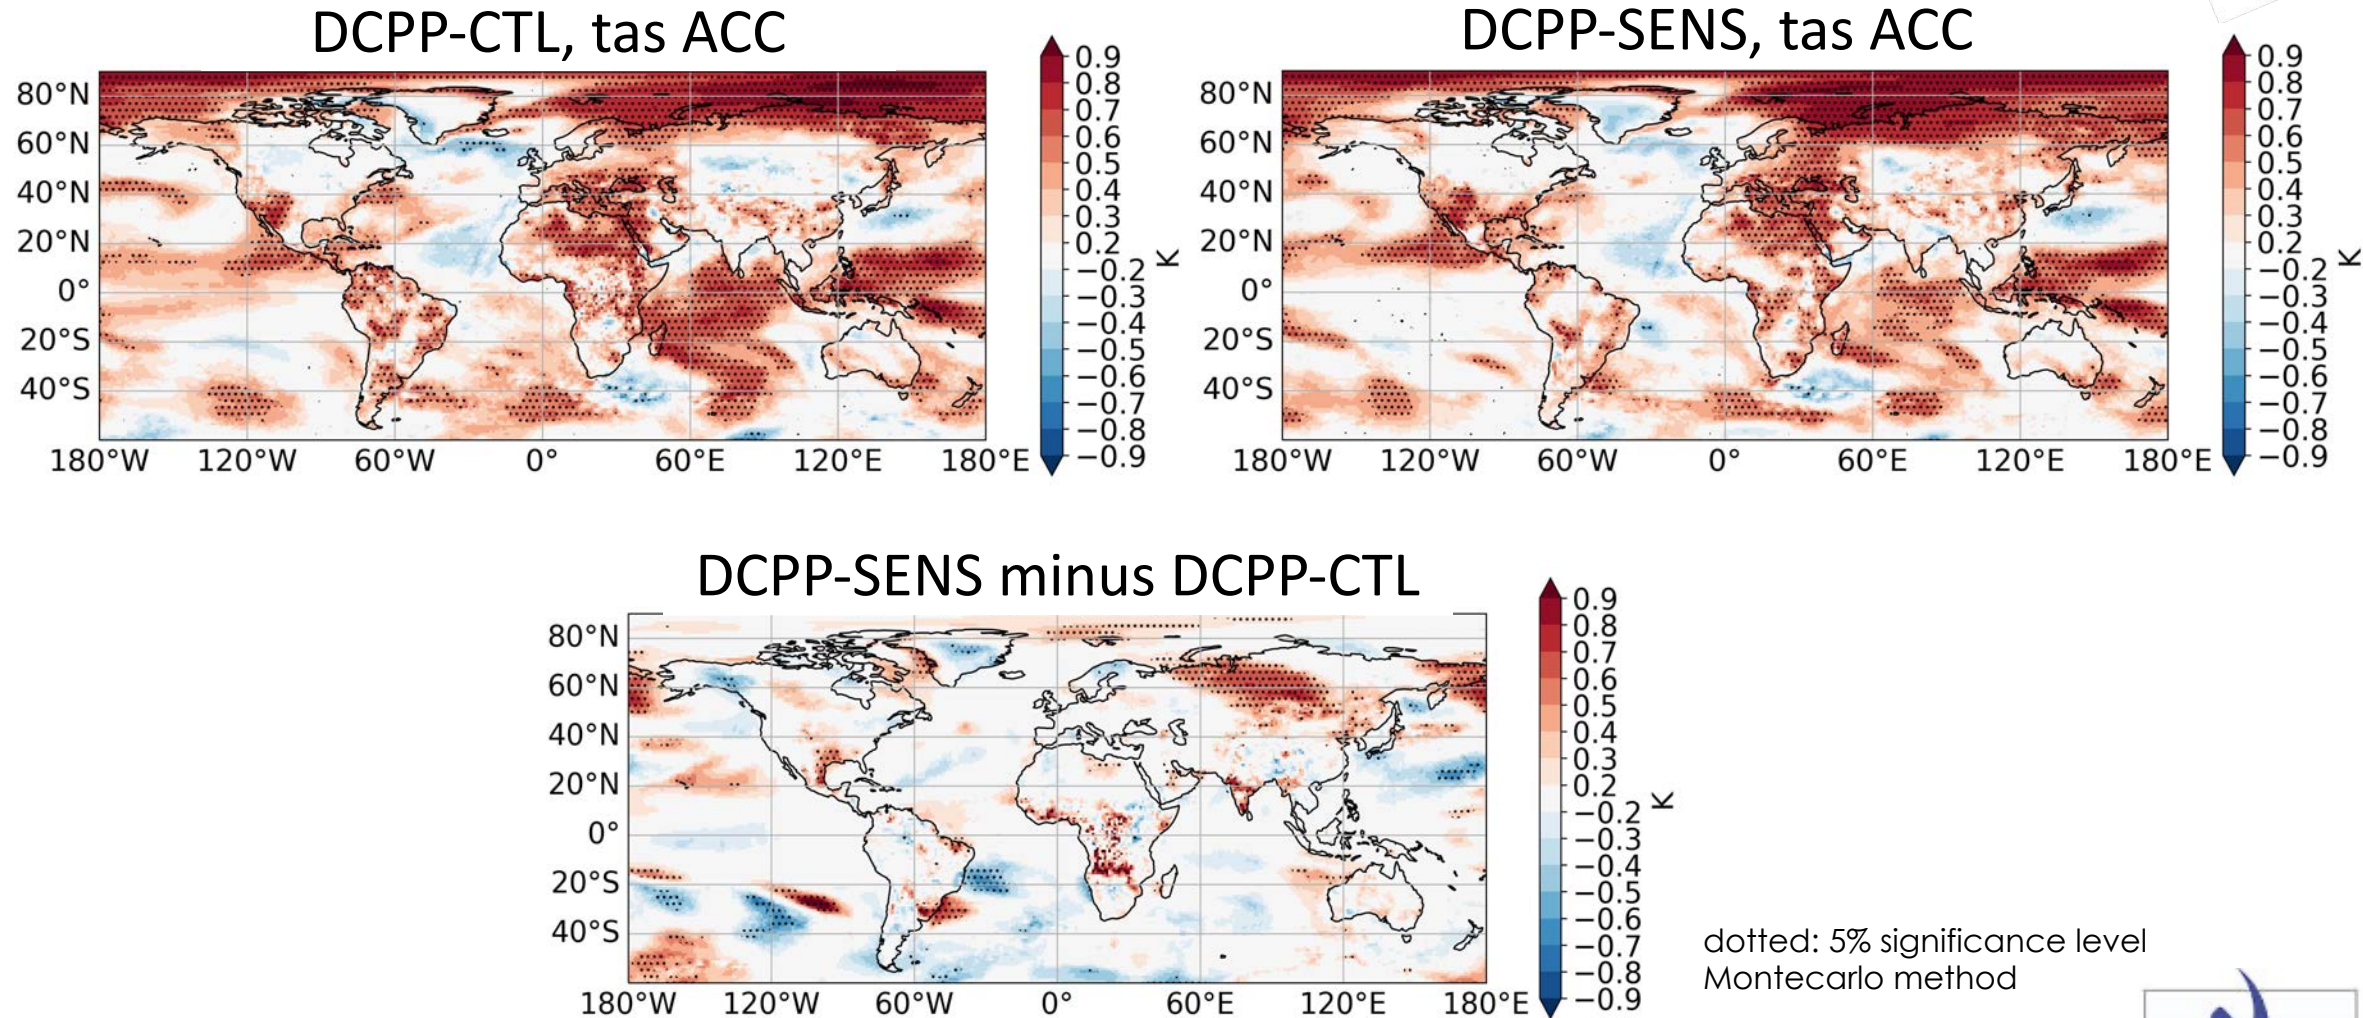 DCPP-CTL, tas ACC
80°N
60°N
40°N
20°N
0°
20°S
40°S
180°W 120°W 60°W 0° 60°E 120°E 180°E
0.9
0.8
0.7
0.6
0.5
0.4
0.3
0.2
−0.2
−0.3
−0.4
−0.5
−0.6
−0.7
−0.8
−0.9
K
DCPP-SENS, tas ACC
80°N
60°N
40°N
20°N
0°
20°S
40°S
180°W 120°W 60°W 0° 60°E 120°E 180°E
0.9
0.8
0.7
0.6
0.5
0.4
0.3
0.2
−0.2
−0.3
−0.4
−0.5
−0.6
−0.7
−0.8
−0.9
K
DCPP-SENS minus DCPP-CTL
80°N
60°N
40°N
20°N
0°
20°S
40°S
180°W 120°W 60°W 0° 60°E 120°E 180°E
0.9
0.8
0.7
0.6
0.5
0.4
0.3
0.2
−0.2
−0.3
−0.4
−0.5
−0.6
−0.7
−0.8
−0.9
K
dotted: 5% significance level
Montecarlo method